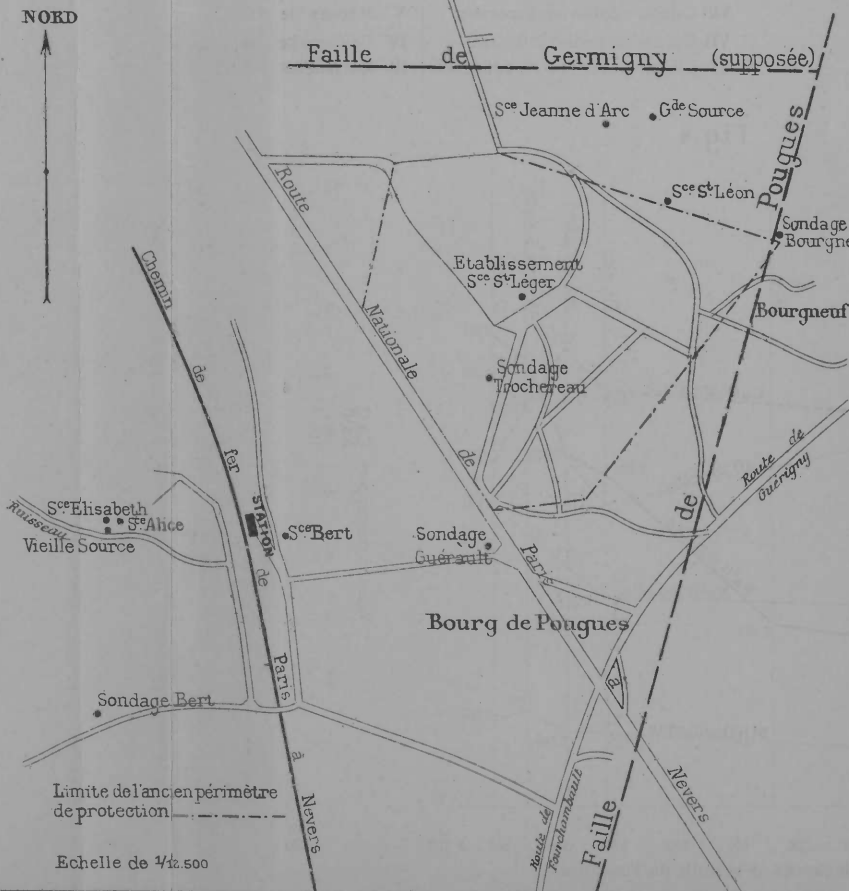 NORD
Faille de Germigny (supposée)
Sce Jeanne d'Arc
Gde Source
Pougues
Sce St Léon
Sondage
Bourgne
Route
Etablissement
Sce St Léger
Bourgneuf
Chemin
Nationale
de
Sondage
Trochereau
fer
de
Route de
Guérigny
Sce Elisabeth
Ste Alice
Ruisseau
Vieille Source
STATION
Sce Bert
de
Sondage
Guérault
Paris
de
Bourg de Pougues
Paris
a
Sondage Bert
à
Nevers
Nevers
Limite de l'ancien périmètre
de protection
Route de
Fourchambault
Faille
Echelle de 1/12.500